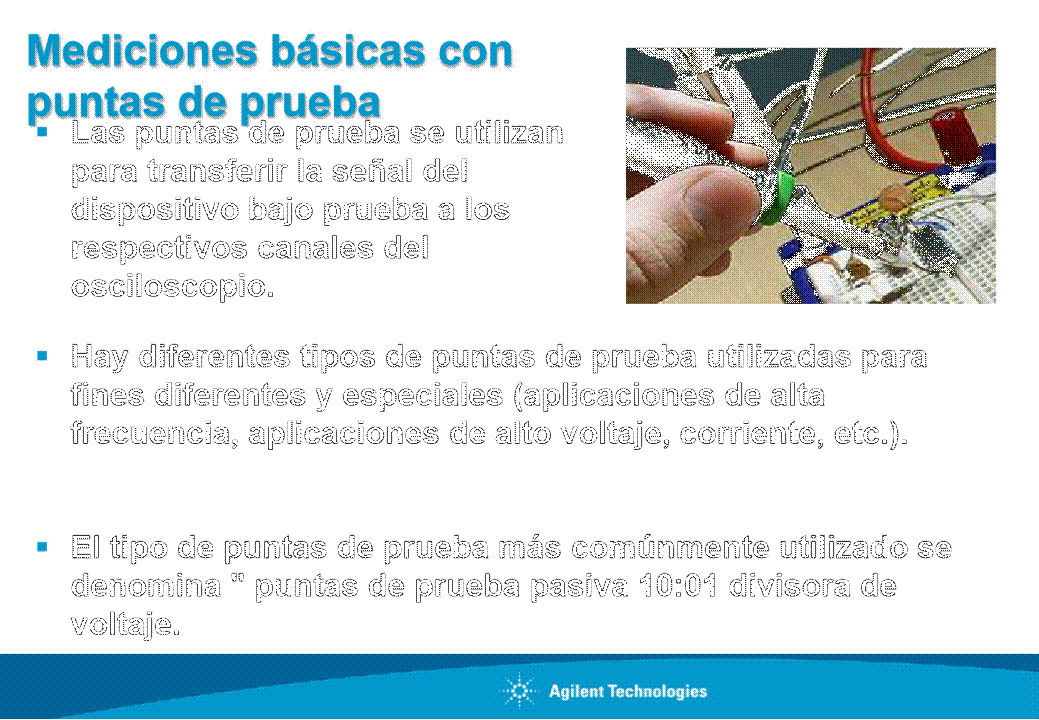 Mediciones básicas con
puntas de prueba
Las puntas de prueba se utilizan
para transferir la señal del
dispositivo bajo prueba a los
respectivos canales del
osciloscopio.
Hay diferentes tipos de puntas de prueba utilizadas para
fines diferentes y especiales (aplicaciones de alta
frecuencia, aplicaciones de alto voltaje, corriente, etc.).
El tipo de puntas de prueba más comúnmente utilizado se
denomina " puntas de prueba pasiva 10:01 divisora de
voltaje.
Agilent Technologies